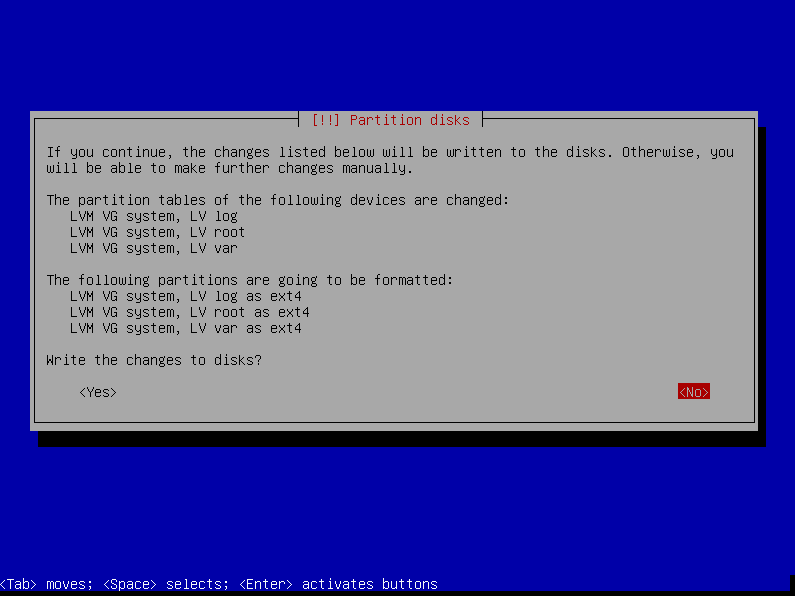 [!!] Partition disks
If you continue, the changes listed below will be written to the disks. Otherwise, you
will be able to make further changes manually.
The partition tables of the following devices are changed:
LVM VG system, LV log
LVM VG system, LV root
LVM VG system, LV var
The following partitions are going to be formatted:
LVM VG system, LV log as ext4
LVM VG system, LV root as ext4
LVM VG system, LV var as ext4
Write the changes to disks?
<Yes> <No>
<Tab> moves; <Space> selects; <Enter> activates buttons